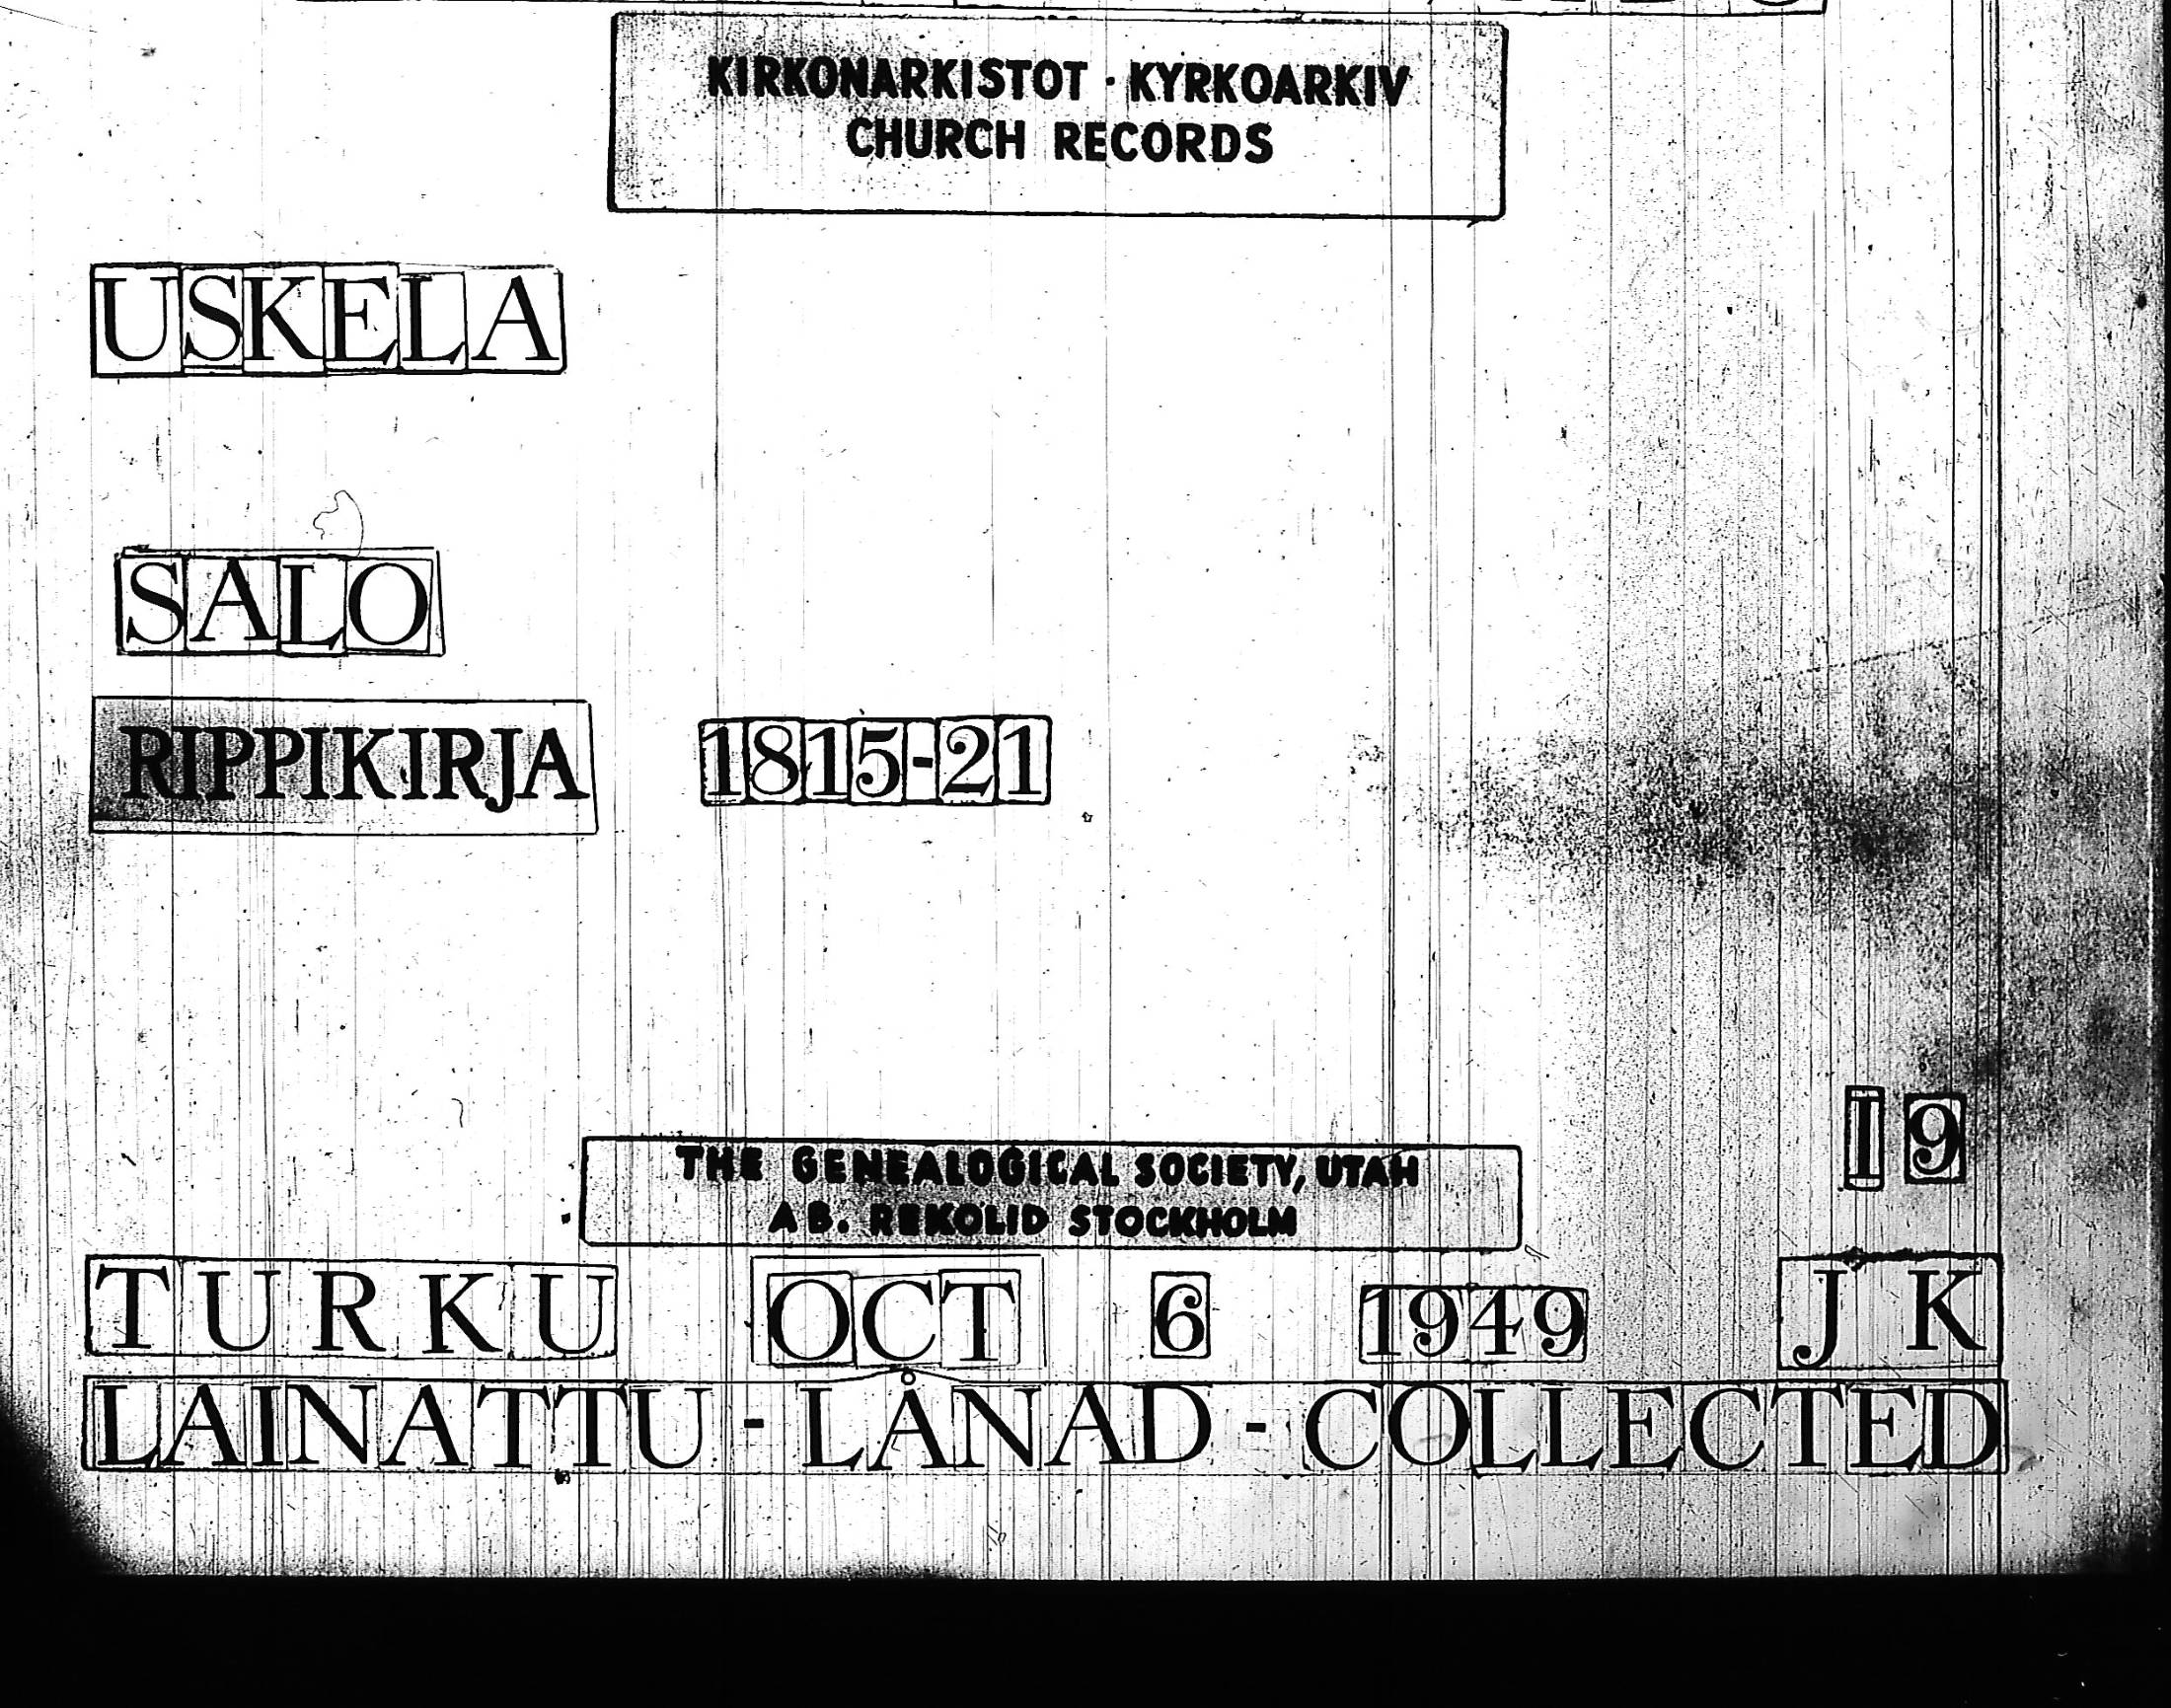 KIRKONARKISTOT · KYRKOARKIV
CHURCH RECORDS
USKELA
SALO
RIPPIKIRJA 1815-21
I 9
THE GENEALOGICAL SOCIETY, UTAH
A B. REKOLID STOCKHOLM
TURKU OCT 6 1949 J K
LAINATTU - LÅNAD - COLLECTED